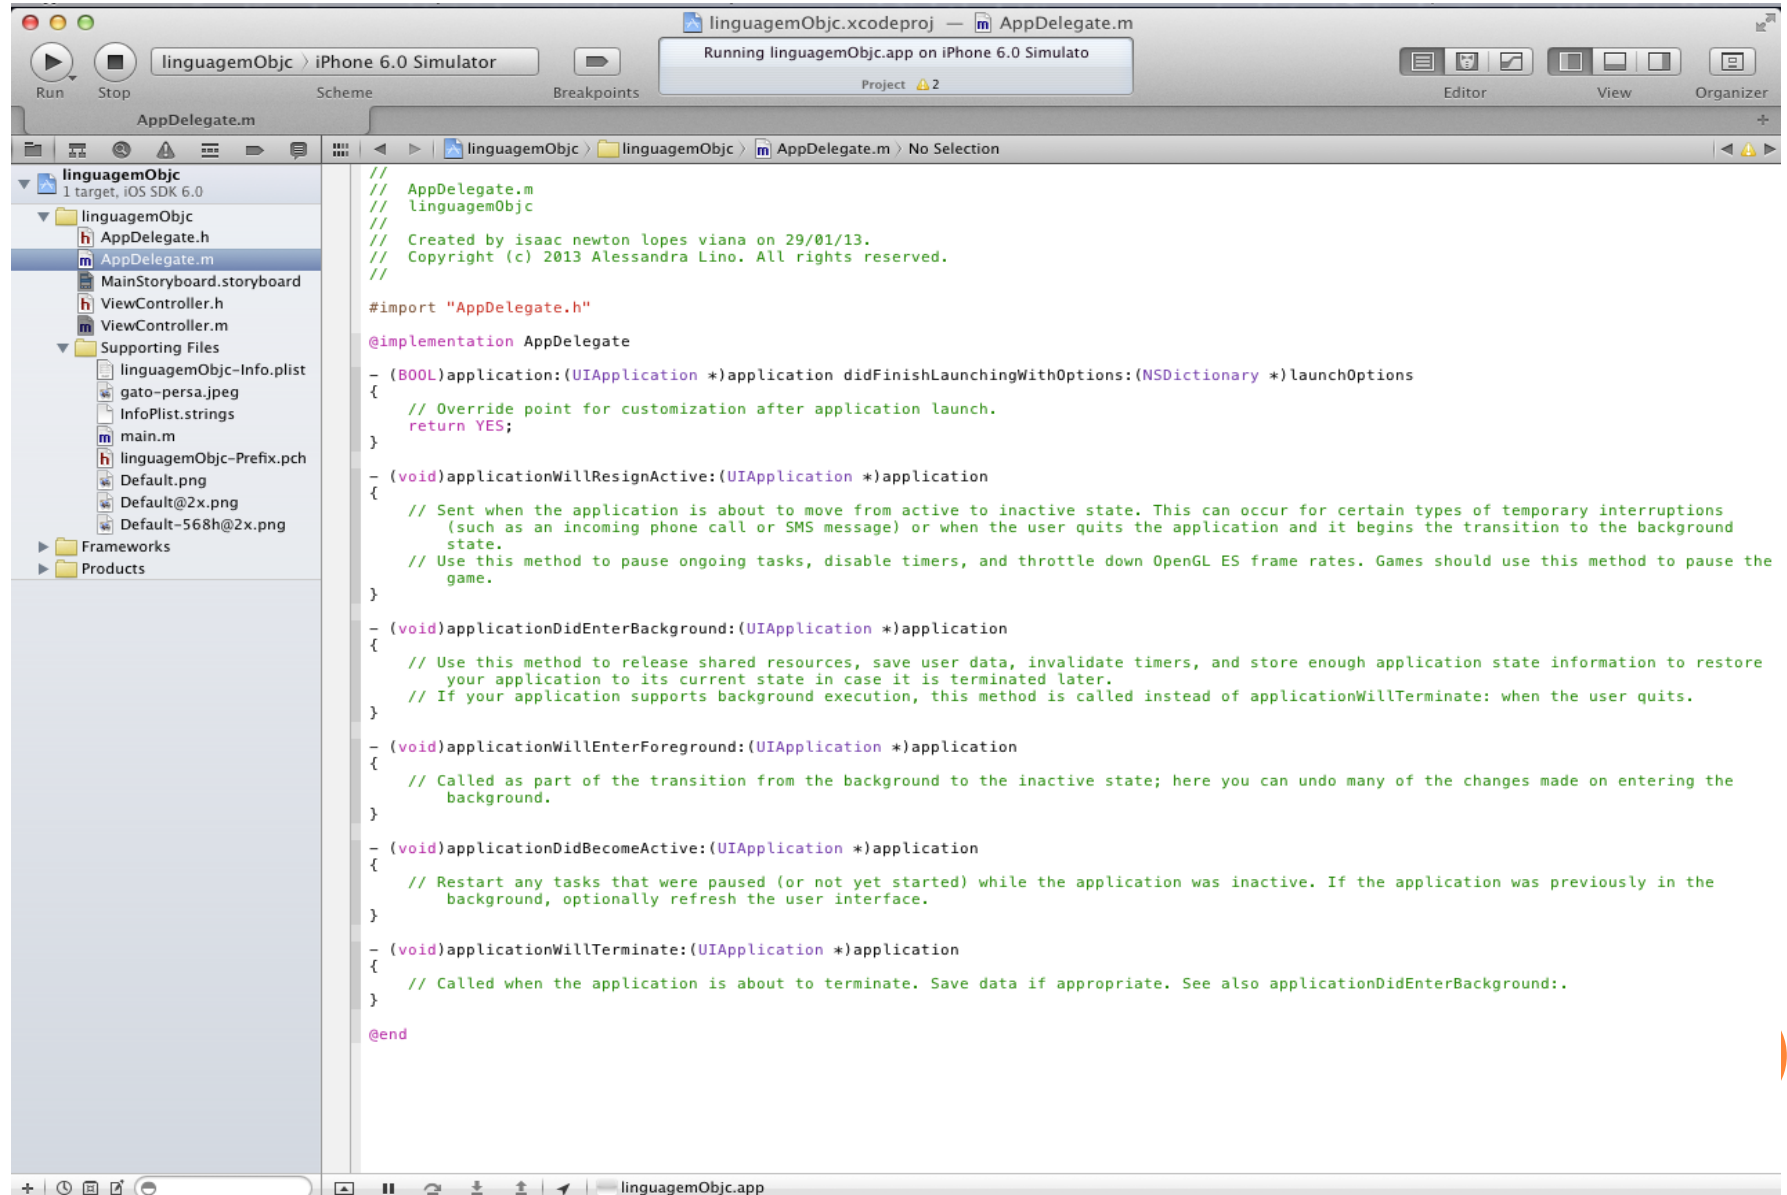 linguagemObjc.xcodeproj — AppDelegate.m
linguagemObjc 〉 iPhone 6.0 Simulator
Running linguagemObjc.app on iPhone 6.0 Simulato
Project 2
Run Stop Scheme Breakpoints Editor View Organizer
AppDelegate.m
linguagemObjc 〉 linguagemObjc 〉 AppDelegate.m 〉 No Selection
linguagemObjc
1 target, iOS SDK 6.0
linguagemObjc
h AppDelegate.h
m AppDelegate.m
MainStoryboard.storyboard
h ViewController.h
m ViewController.m
Supporting Files
linguagemObjc-Info.plist
gato-persa.jpeg
InfoPlist.strings
m main.m
h linguagemObjc-Prefix.pch
Default.png
Default@2x.png
Default-568h@2x.png
Frameworks
Products
//
//  AppDelegate.m
//  linguagemObjc
//
//  Created by isaac newton lopes viana on 29/01/13.
//  Copyright (c) 2013 Alessandra Lino. All rights reserved.
//
#import "AppDelegate.h"
@implementation AppDelegate
- (BOOL)application:(UIApplication *)application didFinishLaunchingWithOptions:(NSDictionary *)launchOptions
{
// Override point for customization after application launch.
return YES;
}
- (void)applicationWillResignActive:(UIApplication *)application
{
// Sent when the application is about to move from active to inactive state. This can occur for certain types of temporary interruptions
(such as an incoming phone call or SMS message) or when the user quits the application and it begins the transition to the background
state.
// Use this method to pause ongoing tasks, disable timers, and throttle down OpenGL ES frame rates. Games should use this method to pause the
game.
}
- (void)applicationDidEnterBackground:(UIApplication *)application
{
// Use this method to release shared resources, save user data, invalidate timers, and store enough application state information to restore
your application to its current state in case it is terminated later.
// If your application supports background execution, this method is called instead of applicationWillTerminate: when the user quits.
}
- (void)applicationWillEnterForeground:(UIApplication *)application
{
// Called as part of the transition from the background to the inactive state; here you can undo many of the changes made on entering the
background.
}
- (void)applicationDidBecomeActive:(UIApplication *)application
{
// Restart any tasks that were paused (or not yet started) while the application was inactive. If the application was previously in the
background, optionally refresh the user interface.
}
- (void)applicationWillTerminate:(UIApplication *)application
{
// Called when the application is about to terminate. Save data if appropriate. See also applicationDidEnterBackground:.
}
@end
linguagemObjc.app